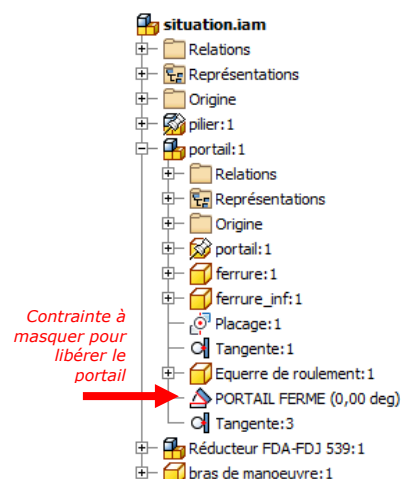 situation.iam
Relations
Représentations
Origine
pilier:1
portail:1
Relations
Représentations
Origine
portail:1
ferrure:1
ferrure_inf:1
Placage:1
Tangente:1
Equerre de roulement:1
PORTAIL FERME (0,00 deg)
Tangente:3
Réducteur FDA-FDJ 539:1
bras de manoeuvre:1
Contrainte à
masquer pour
libérer le
portail